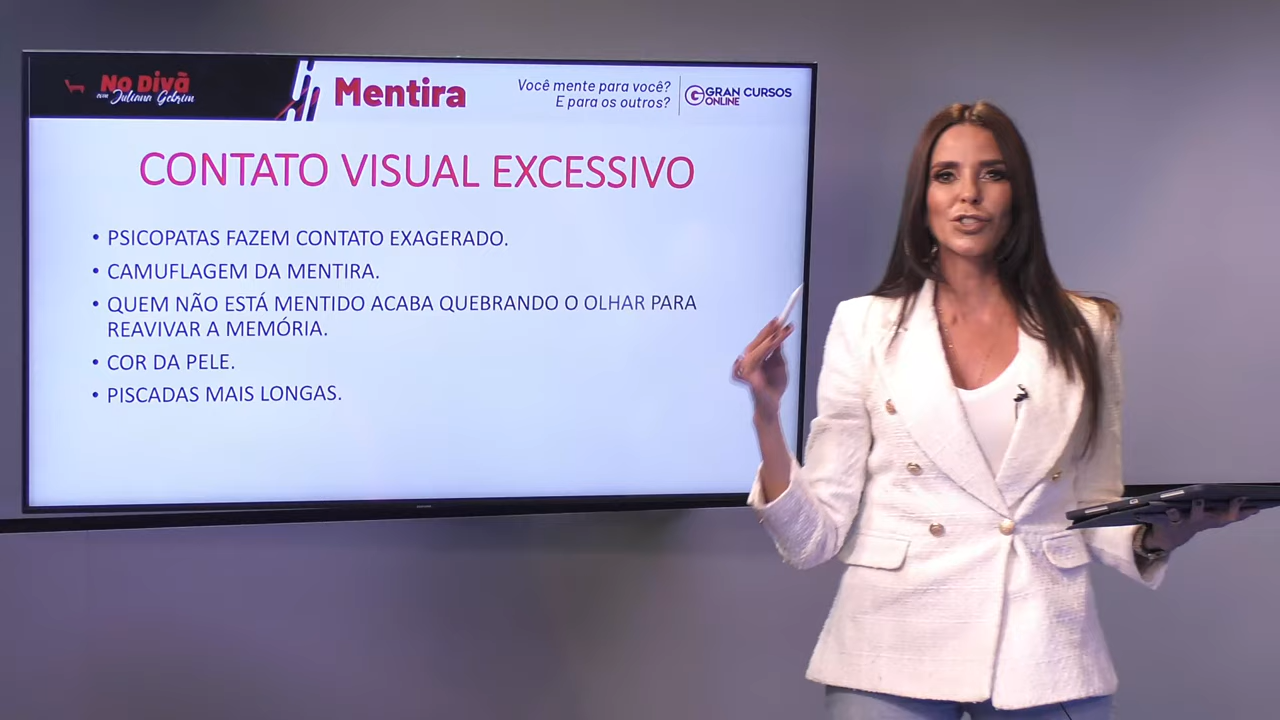 No Divã
com Juliana Gebrim
Mentira
Você mente para você?
E para os outros?
GRAN CURSOS
ONLINE
CONTATO VISUAL EXCESSIVO
• PSICOPATAS FAZEM CONTATO EXAGERADO.
• CAMUFLAGEM DA MENTIRA.
• QUEM NÃO ESTÁ MENTIDO ACABA QUEBRANDO O OLHAR PARA
REAVIVAR A MEMÓRIA.
• COR DA PELE.
• PISCADAS MAIS LONGAS.